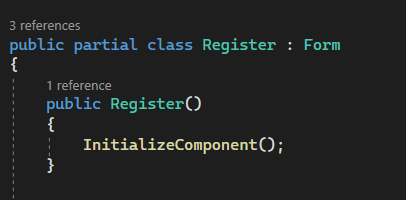 3 references
public partial class Register : Form
{
1 reference
public Register()
{
InitializeComponent();
}